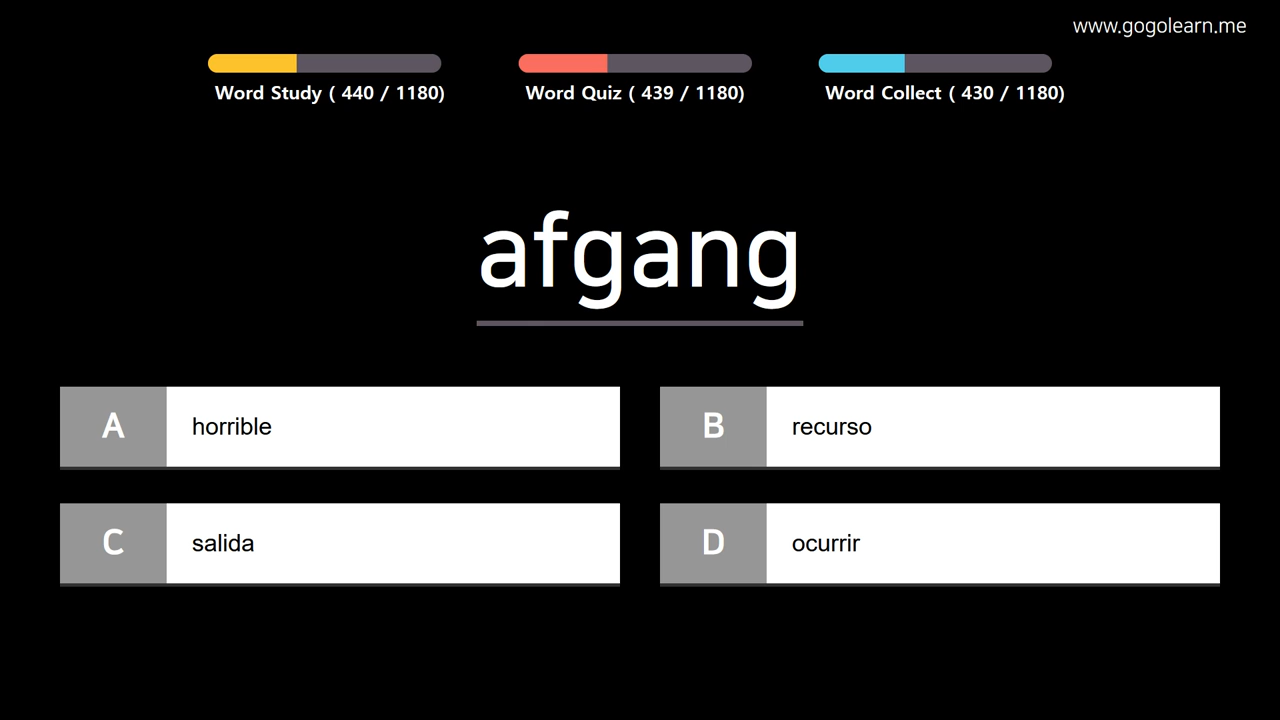 www.gogolearn.me
Word Study ( 440 / 1180)
Word Quiz ( 439 / 1180)
Word Collect ( 430 / 1180)
afgang
A horrible
B recurso
C salida
D ocurrir